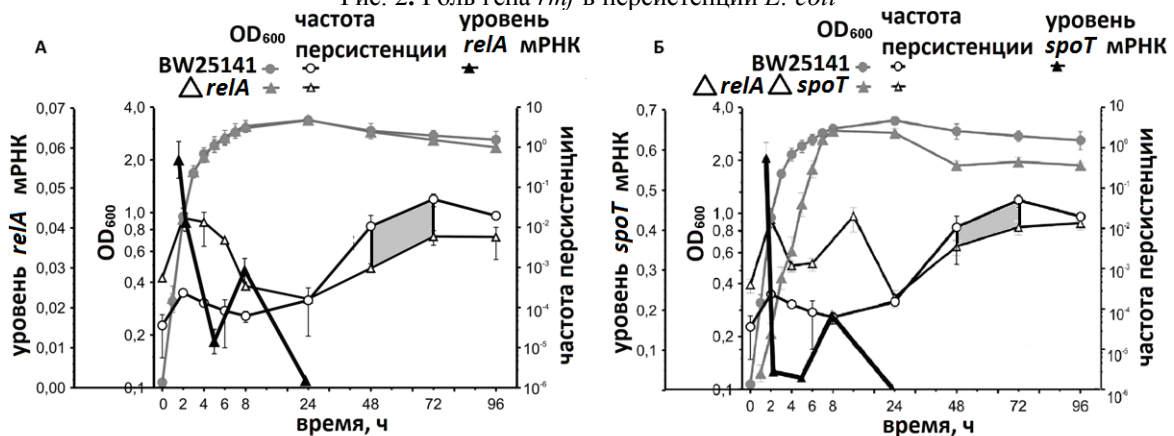 Рис. 2. Роль гена rmf в персистенции E. coli
А
OD600 частота персистенции уровень relA мРНК
BW25141
△relA
уровень relA мРНК
0,07
0,06
0,05
0,04
0,03
0,02
0,01
0,00
OD600
4,0
2,0
1,0
0,8
0,6
0,4
0,2
0,1
10
10⁰
10⁻¹
10⁻²
10⁻³
10⁻⁴
10⁻⁵
10⁻⁶
частота персистенции
0 2 4 6 8 24 48 72 96
время, ч
Б
OD600 частота персистенции уровень spoT мРНК
BW25141
△relA △spoT
уровень spoT мРНК
0,7
0,6
0,5
0,4
0,3
0,2
0,1
OD600
4,0
2,0
1,0
0,8
0,6
0,4
0,2
0,1
10
10⁰
10⁻¹
10⁻²
10⁻³
10⁻⁴
10⁻⁵
10⁻⁶
частота персистенции
0 2 4 6 8 24 48 72 96
время, ч